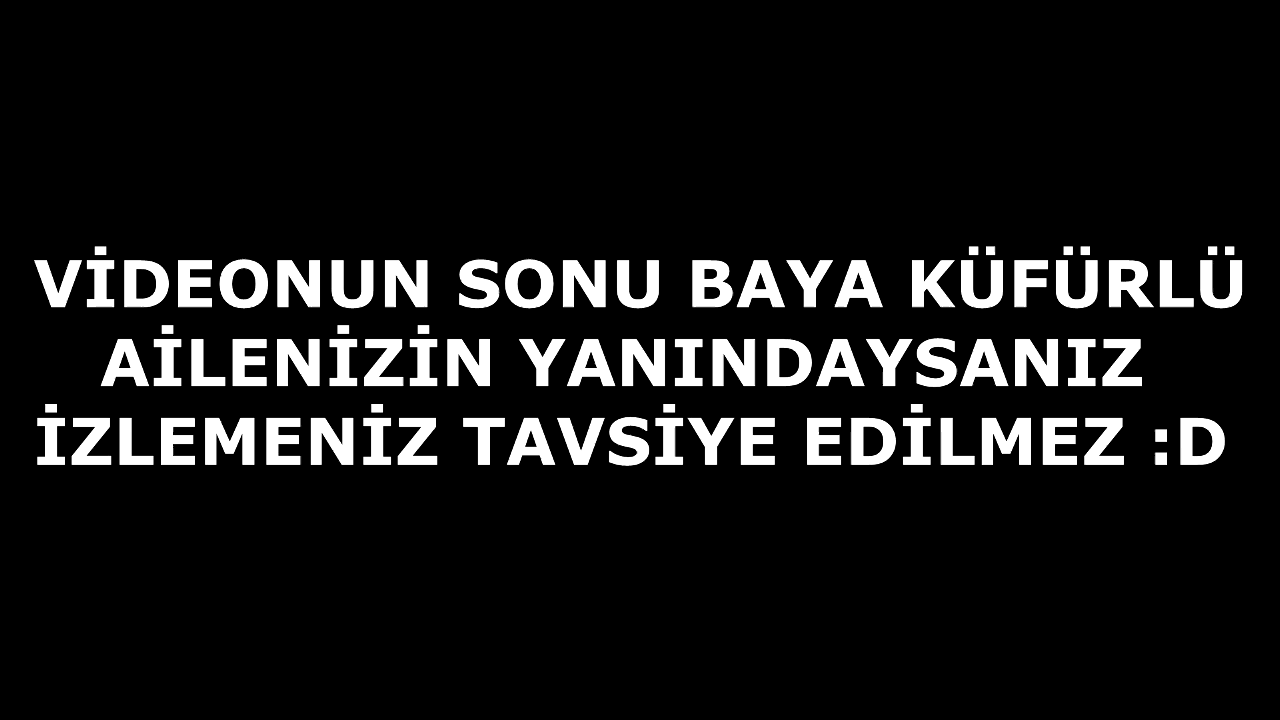 VİDEONUN SONU BAYA KÜFÜRLÜ
AİLENİZİN YANINDAYSANIZ
İZLEMENİZ TAVSİYE EDİLMEZ :D